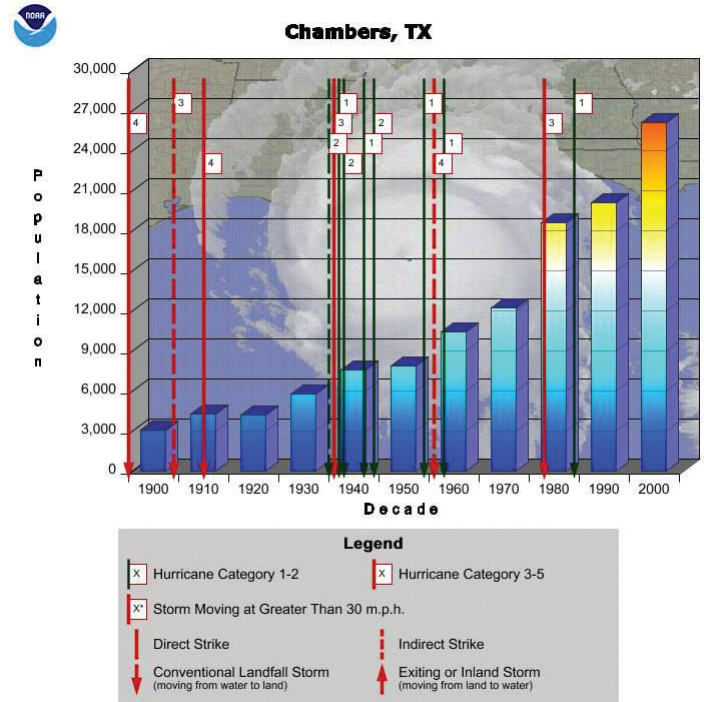 NOAA
Chambers, TX
30,000
27,000
24,000
21,000
18,000
15,000
12,000
9,000
6,000
3,000
0
Population
4
3
4
2
3
1
2
1
2
1
4
1
3
1
1900 1910 1920 1930 1940 1950 1960 1970 1980 1990 2000
Decade
Legend
X Hurricane Category 1-2
X Hurricane Category 3-5
X* Storm Moving at Greater Than 30 m.p.h.
Direct Strike
Indirect Strike
Conventional Landfall Storm
(moving from water to land)
Exiting or Inland Storm
(moving from land to water)